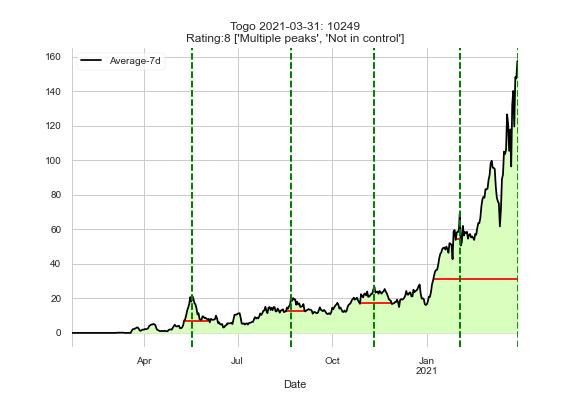 Togo 2021-03-31: 10249
Rating:8 ['Multiple peaks', 'Not in control']
Average-7d
160
140
120
100
80
60
40
20
0
Apr
Jul
Oct
Jan
2021
Date